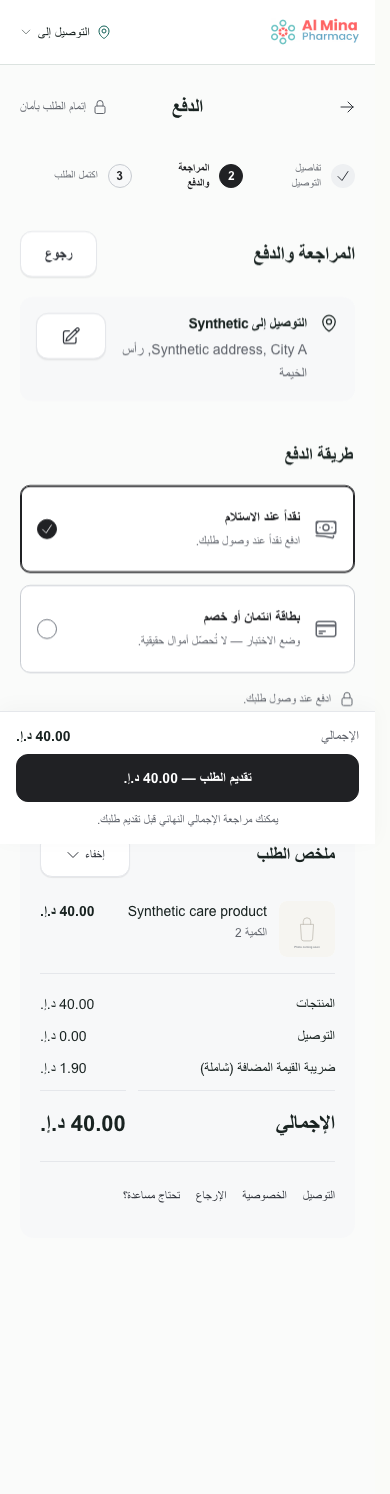 Al Mina
Pharmacy
التوصيل إلى
الدفع
إتمام الطلب بأمان
تفاصيل
التوصيل
2
المراجعة
والدفع
3
اكتمل الطلب
المراجعة والدفع
رجوع
التوصيل إلى Synthetic
Synthetic address, City A, رأس
الخيمة
طريقة الدفع
نقداً عند الاستلام
ادفع نقداً عند وصول طلبك.
بطاقة ائتمان أو خصم
وضع الاختبار — لا تُحصّل أموال حقيقية.
ادفع عند وصول طلبك.
الإجمالي
40.00 د.إ.
تقديم الطلب — 40.00 د.إ.
يمكنك مراجعة الإجمالي النهائي قبل تقديم طلبك.
ملخص الطلب
إخفاء
Synthetic care product
40.00 د.إ.
الكمية 2
المنتجات
40.00 د.إ.
التوصيل
0.00 د.إ.
ضريبة القيمة المضافة (شاملة)
1.90 د.إ.
الإجمالي
40.00 د.إ.
التوصيل الخصوصية الإرجاع تحتاج مساعدة؟